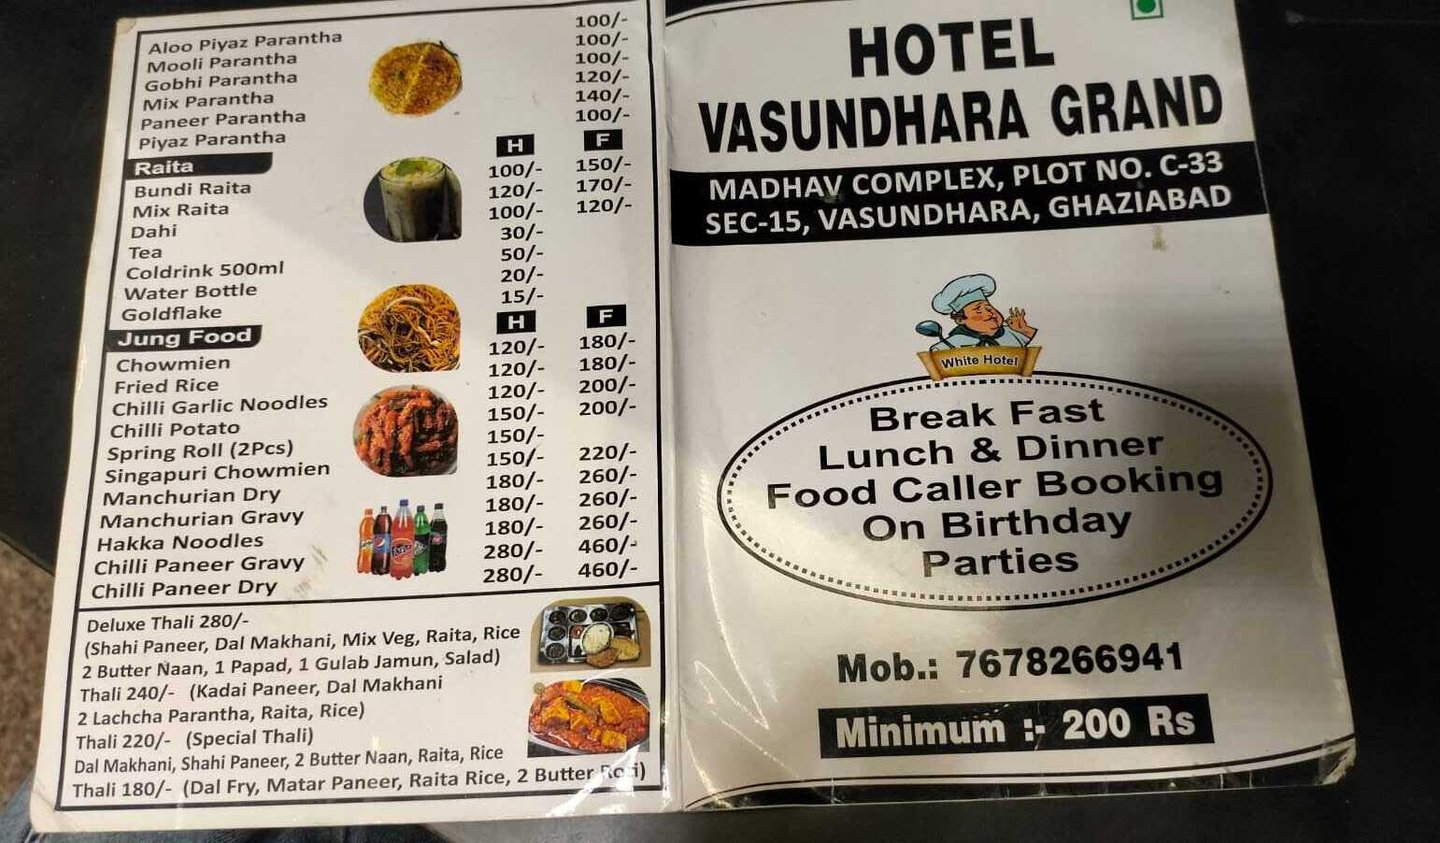 Aloo Piyaz Parantha 100/-
Mooli Parantha 100/-
Gobhi Parantha 100/-
Mix Parantha 120/-
Paneer Parantha 140/-
Piyaz Parantha 100/-
Raita H F
Bundi Raita 100/- 150/-
Mix Raita 120/- 170/-
Dahi 100/- 120/-
Tea 30/-
Coldrink 500ml 50/-
Water Bottle 20/-
Goldflake 15/-
Jung Food H F
Chowmien 120/- 180/-
Fried Rice 120/- 180/-
Chilli Garlic Noodles 120/- 200/-
Chilli Potato 150/- 200/-
Spring Roll (2Pcs) 150/-
Singapuri Chowmien 150/- 220/-
Manchurian Dry 180/- 260/-
Manchurian Gravy 180/- 260/-
Hakka Noodles 180/- 260/-
Chilli Paneer Gravy 280/- 460/-
Chilli Paneer Dry 280/- 460/-
Deluxe Thali 280/-
(Shahi Paneer, Dal Makhani, Mix Veg, Raita, Rice
2 Butter Naan, 1 Papad, 1 Gulab Jamun, Salad)
Thali 240/- (Kadai Paneer, Dal Makhani
2 Lachcha Parantha, Raita, Rice)
Thali 220/- (Special Thali)
Dal Makhani, Shahi Paneer, 2 Butter Naan, Raita, Rice
Thali 180/- (Dal Fry, Matar Paneer, Raita Rice, 2 Butter Roti)
HOTEL
VASUNDHARA GRAND
MADHAV COMPLEX, PLOT NO. C-33
SEC-15, VASUNDHARA, GHAZIABAD
White Hotel
Break Fast
Lunch & Dinner
Food Caller Booking
On Birthday
Parties
Mob.: 7678266941
Minimum :- 200 Rs